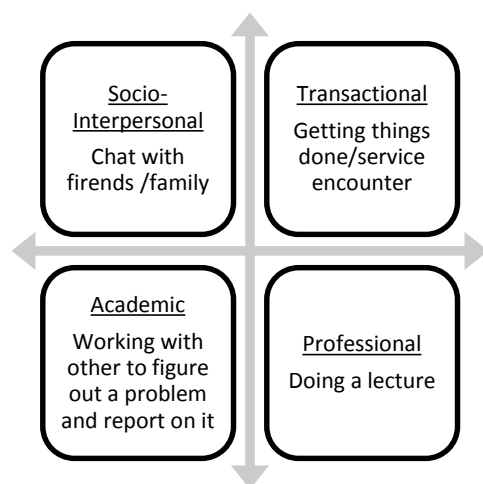 Socio-
Interpersonal
Chat with
firends /family
Transactional
Getting things
done/service
encounter
Academic
Working with
other to figure
out a problem
and report on it
Professional
Doing a lecture